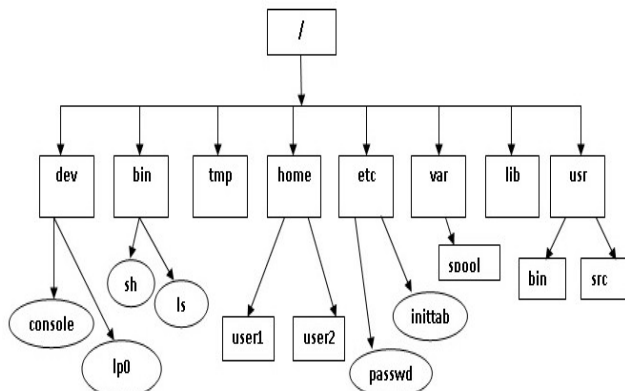 /
dev bin tmp home etc var lib usr
spool
sh bin src
ls
console user1 user2 inittab
lp0 passwd